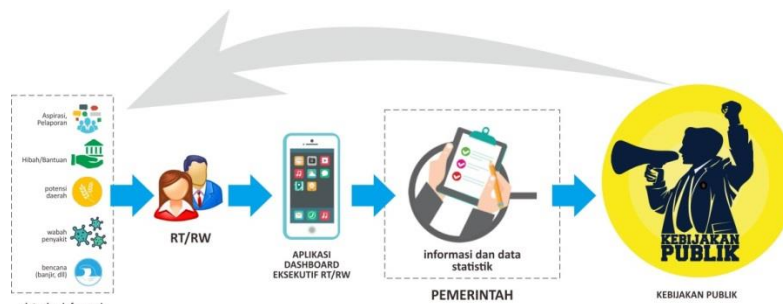 Aspirasi,
Pelaporan
Hibah/Bantuan
potensi
daerah
wabah
penyakit
bencana
(banjir, dll)
RT/RW
APLIKASI
DASHBOARD
EKSEKUTIF RT/RW
informasi dan data
statistik
PEMERINTAH
KEBIJAKAN
PUBLIK
KEBIJAKAN PUBLIK